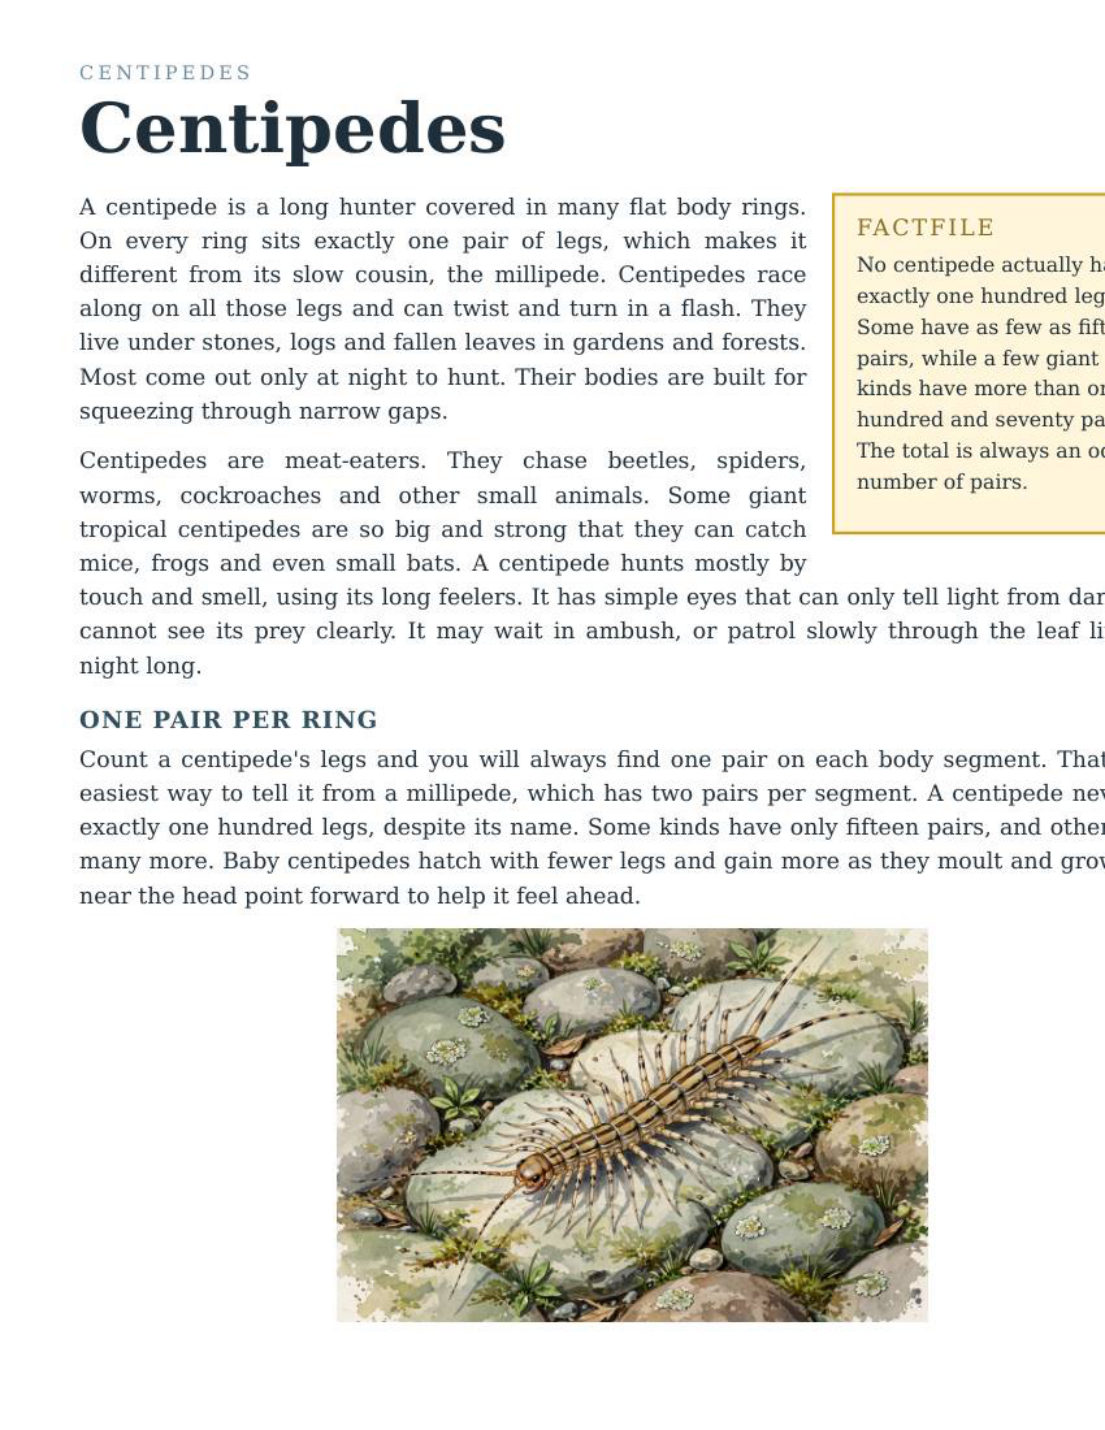 CENTIPEDES
Centipedes
A centipede is a long hunter covered in many flat body rings.
On every ring sits exactly one pair of legs, which makes it
different from its slow cousin, the millipede. Centipedes race
along on all those legs and can twist and turn in a flash. They
live under stones, logs and fallen leaves in gardens and forests.
Most come out only at night to hunt. Their bodies are built for
squeezing through narrow gaps.
Centipedes are meat-eaters. They chase beetles, spiders,
worms, cockroaches and other small animals. Some giant
tropical centipedes are so big and strong that they can catch
mice, frogs and even small bats. A centipede hunts mostly by
touch and smell, using its long feelers. It has simple eyes that can only tell light from
cannot see its prey clearly. It may wait in ambush, or patrol slowly through the leaf
night long.
FACTFILE
No centipede actually
exactly one hundred
Some have as few as
pairs, while a few giant
kinds have more than
hundred and seventy
The total is always an
number of pairs.
ONE PAIR PER RING
Count a centipede's legs and you will always find one pair on each body segment.
easiest way to tell it from a millipede, which has two pairs per segment. A centipede
exactly one hundred legs, despite its name. Some kinds have only fifteen pairs, and
many more. Baby centipedes hatch with fewer legs and gain more as they moult and
near the head point forward to help it feel ahead.